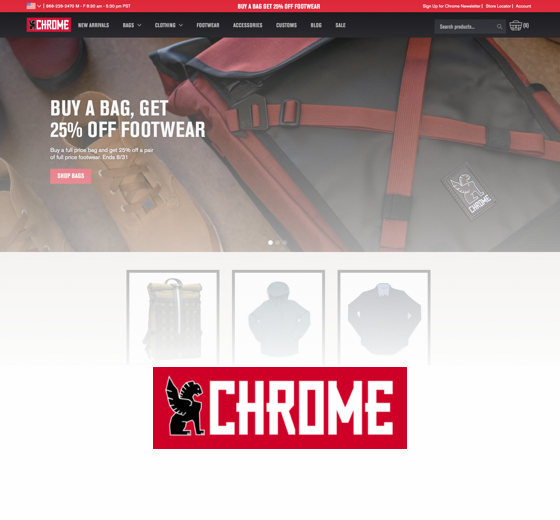 866-226-2470 M - F 9:30 am - 5:30 pm PST
BUY A BAG GET 25% OFF FOOTWEAR
Sign Up for Chrome Newsletter | Store Locator | Account
CHROME
NEW ARRIVALS
BAGS
CLOTHING
FOOTWEAR
ACCESSORIES
CUSTOMS
BLOG
SALE
Search products...
(0)
BUY A BAG, GET
25% OFF FOOTWEAR
Buy a full price bag and get 25% off a pair
of full price footwear. Ends 8/31
SHOP BAGS
CHROME
CHROME